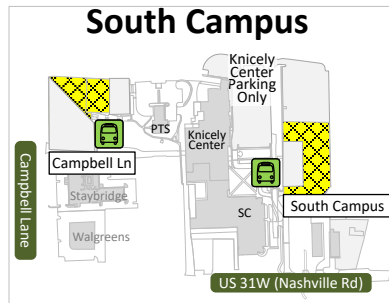 South Campus
Knicely
Center
Parking
Only
PTS
Knicely
Center
Campbell Ln
Campbell Lane
Staybridge
South Campus
SC
Walgreens
US 31W (Nashville Rd)